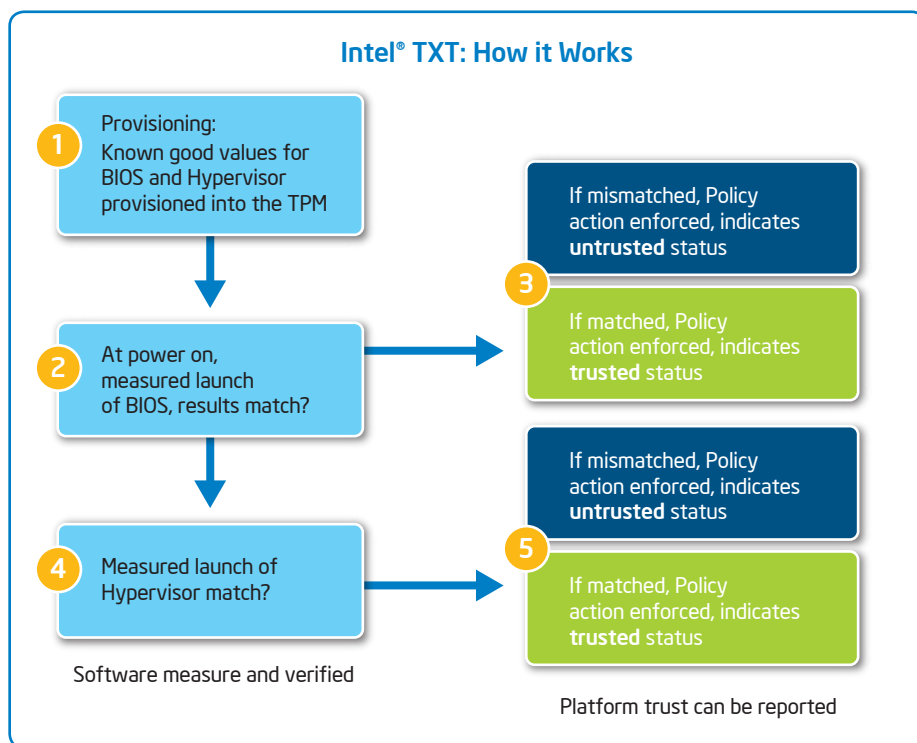 Intel® TXT: How it Works
1
Provisioning:
Known good values for
BIOS and Hypervisor
provisioned into the TPM
2
At power on,
measured launch
of BIOS, results match?
3
If mismatched, Policy
action enforced, indicates
untrusted status
If matched, Policy
action enforced, indicates
trusted status
4
Measured launch of
Hypervisor match?
5
If mismatched, Policy
action enforced, indicates
untrusted status
If matched, Policy
action enforced, indicates
trusted status
Software measure and verified
Platform trust can be reported